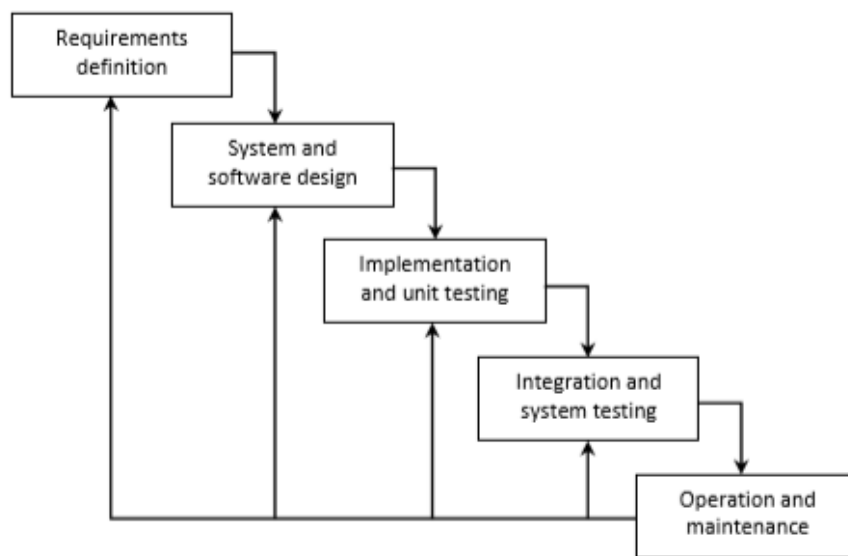 Requirements
definition
System and
software design
Implementation
and unit testing
Integration and
system testing
Operation and
maintenance